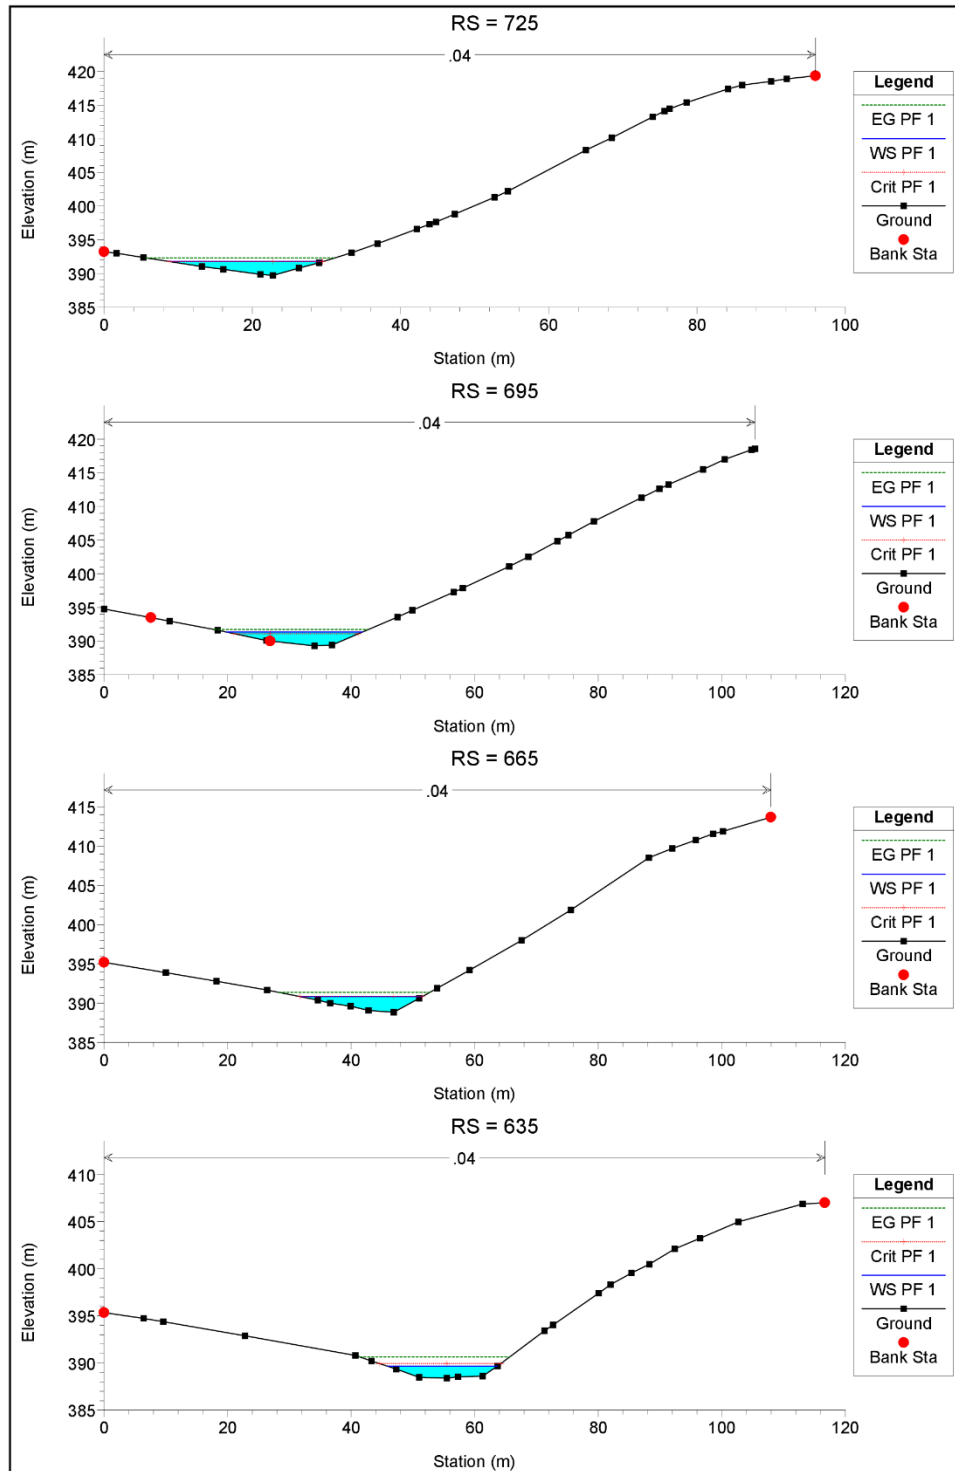 RS = 725
.04
Elevation (m)
420
415
410
405
400
395
390
385
0
20
40
60
80
100
Station (m)
Legend
EG PF 1
WS PF 1
Crit PF 1
Ground
Bank Sta
RS = 695
.04
Elevation (m)
420
415
410
405
400
395
390
385
0
20
40
60
80
100
120
Station (m)
Legend
EG PF 1
WS PF 1
Crit PF 1
Ground
Bank Sta
RS = 665
.04
Elevation (m)
415
410
405
400
395
390
385
0
20
40
60
80
100
120
Station (m)
Legend
EG PF 1
WS PF 1
Crit PF 1
Ground
Bank Sta
RS = 635
.04
Elevation (m)
410
405
400
395
390
385
0
20
40
60
80
100
120
Station (m)
Legend
EG PF 1
Crit PF 1
WS PF 1
Ground
Bank Sta